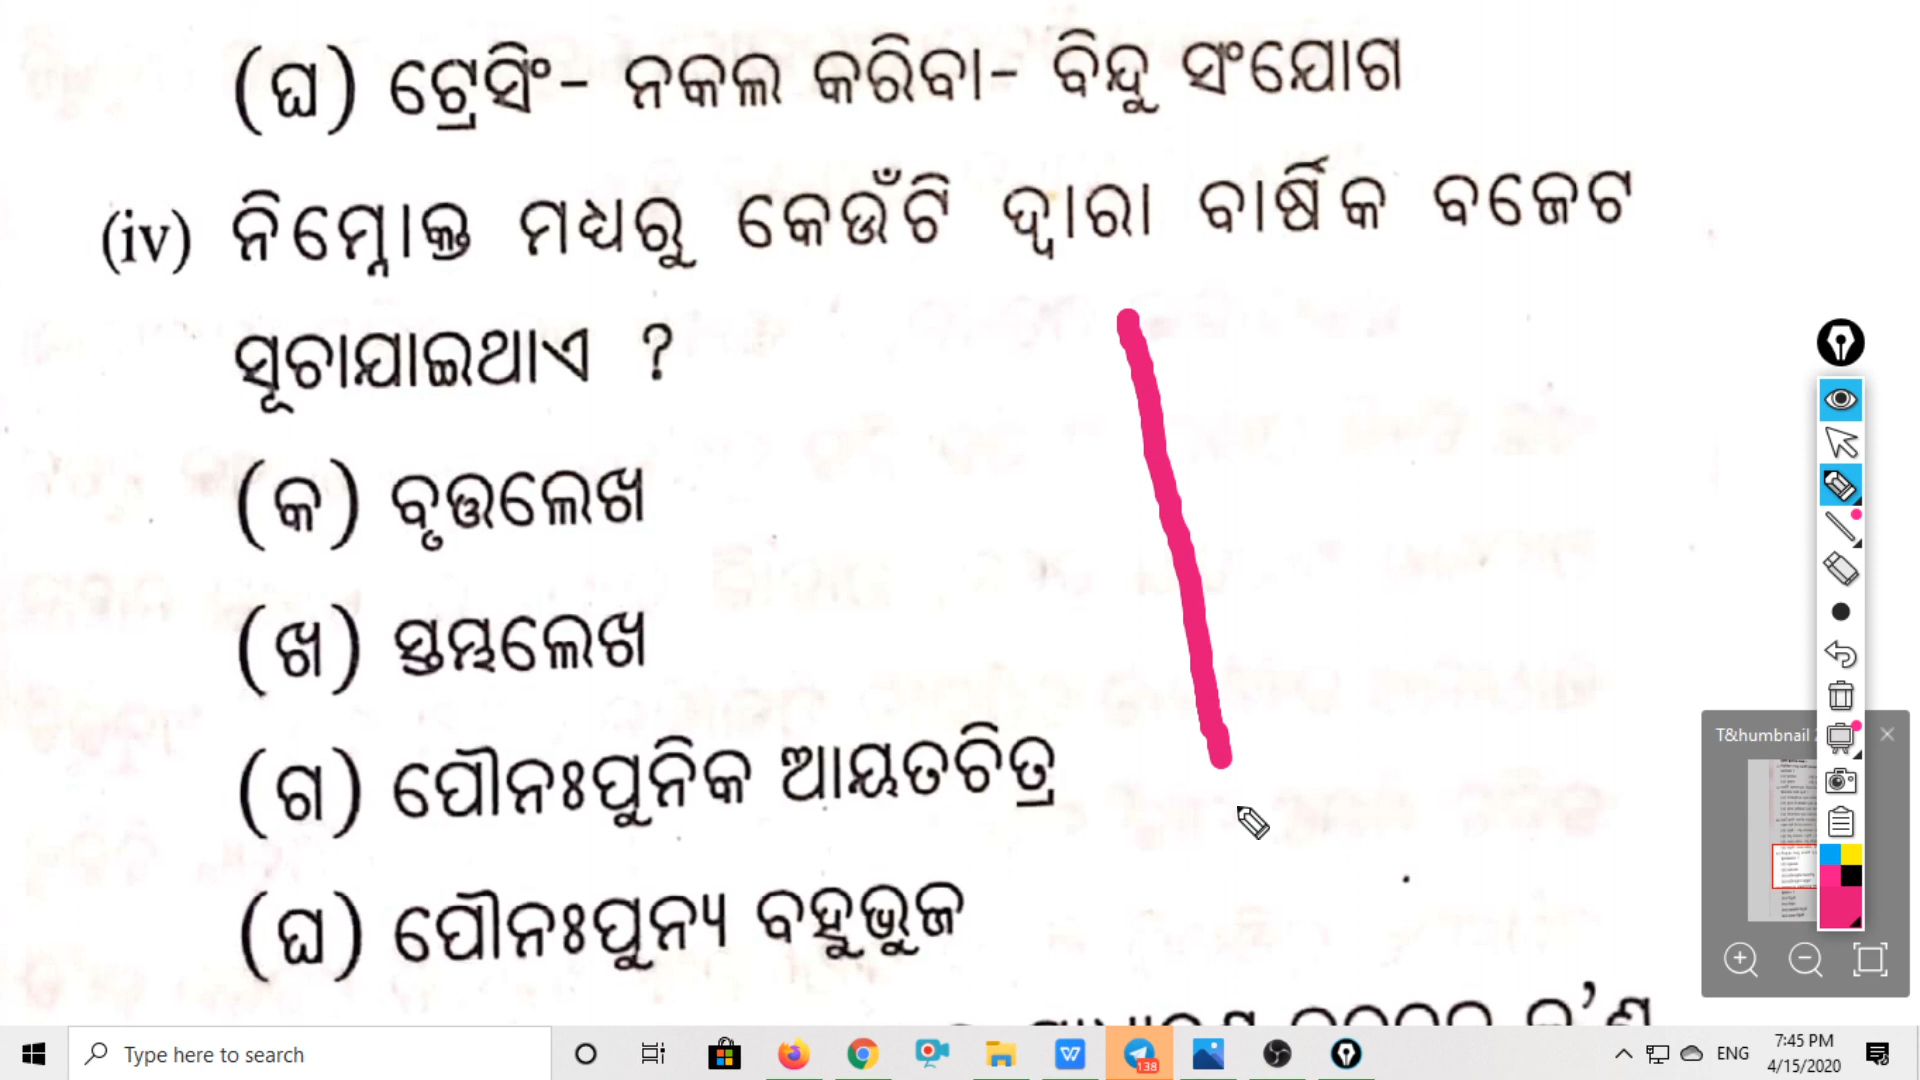 (ଘ) ଟ୍ରେସିଂ- ନକଲ କରିବା- ବିନ୍ଦୁ ସଂଯୋଗ
(iv) ନିମ୍ନୋକ୍ତ ମଧ୍ୟରୁ କେଉଁଟି ଦ୍ୱାରା ବାର୍ଷିକ ବଜେଟ
ସୂଚାଯାଇଥାଏ ?
(କ) ବୃତ୍ତଲେଖ
(ଖ) ସ୍ତମ୍ଭଲେଖ
(ଗ) ପୌନଃପୁନିକ ଆୟତଚିତ୍ର
(ଘ) ପୌନଃପୁନ୍ୟ ବହୁଭୁଜ
T&humbnail
Type here to search
138
ENG
7:45 PM
4/15/2020